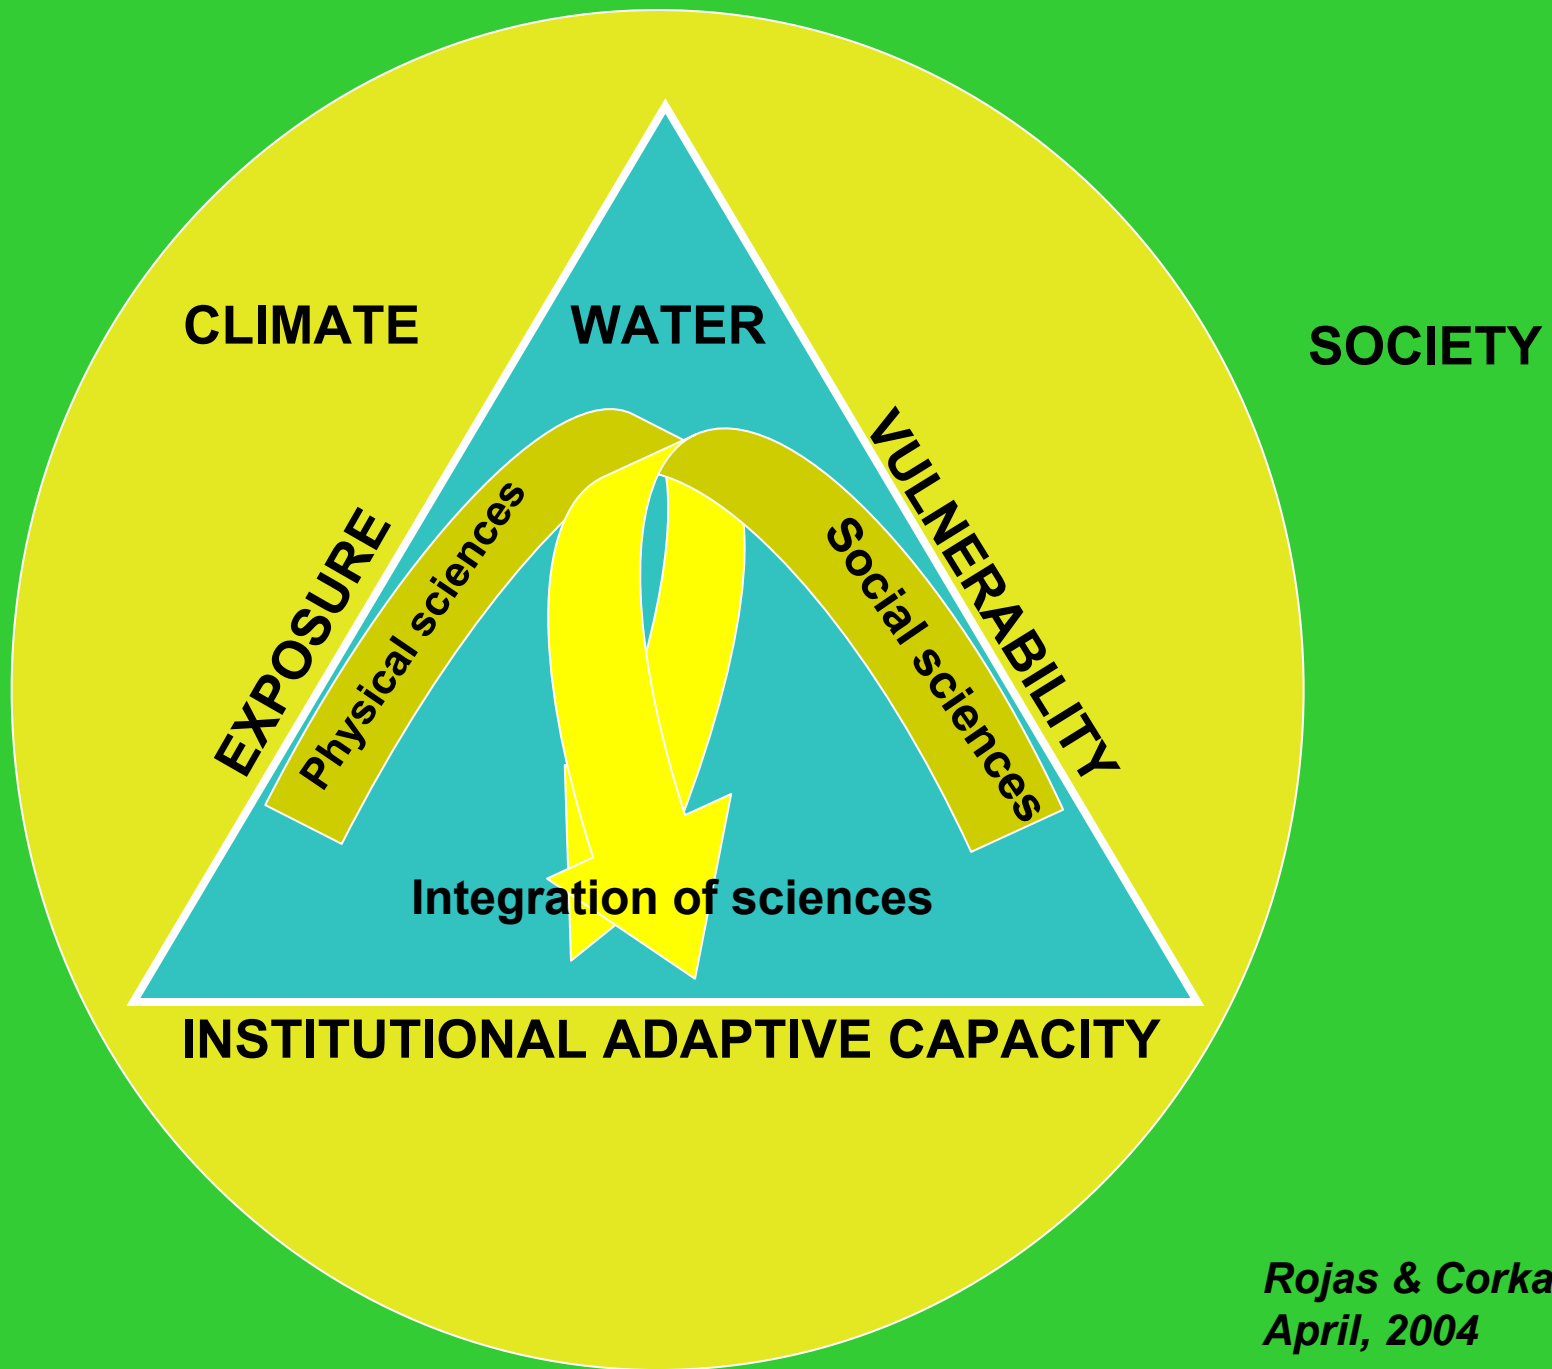 CLIMATE
WATER
SOCIETY
EXPOSURE
Physical sciences
Social sciences
VULNERABILITY
Integration of sciences
INSTITUTIONAL ADAPTIVE CAPACITY
Rojas & Corka
April, 2004